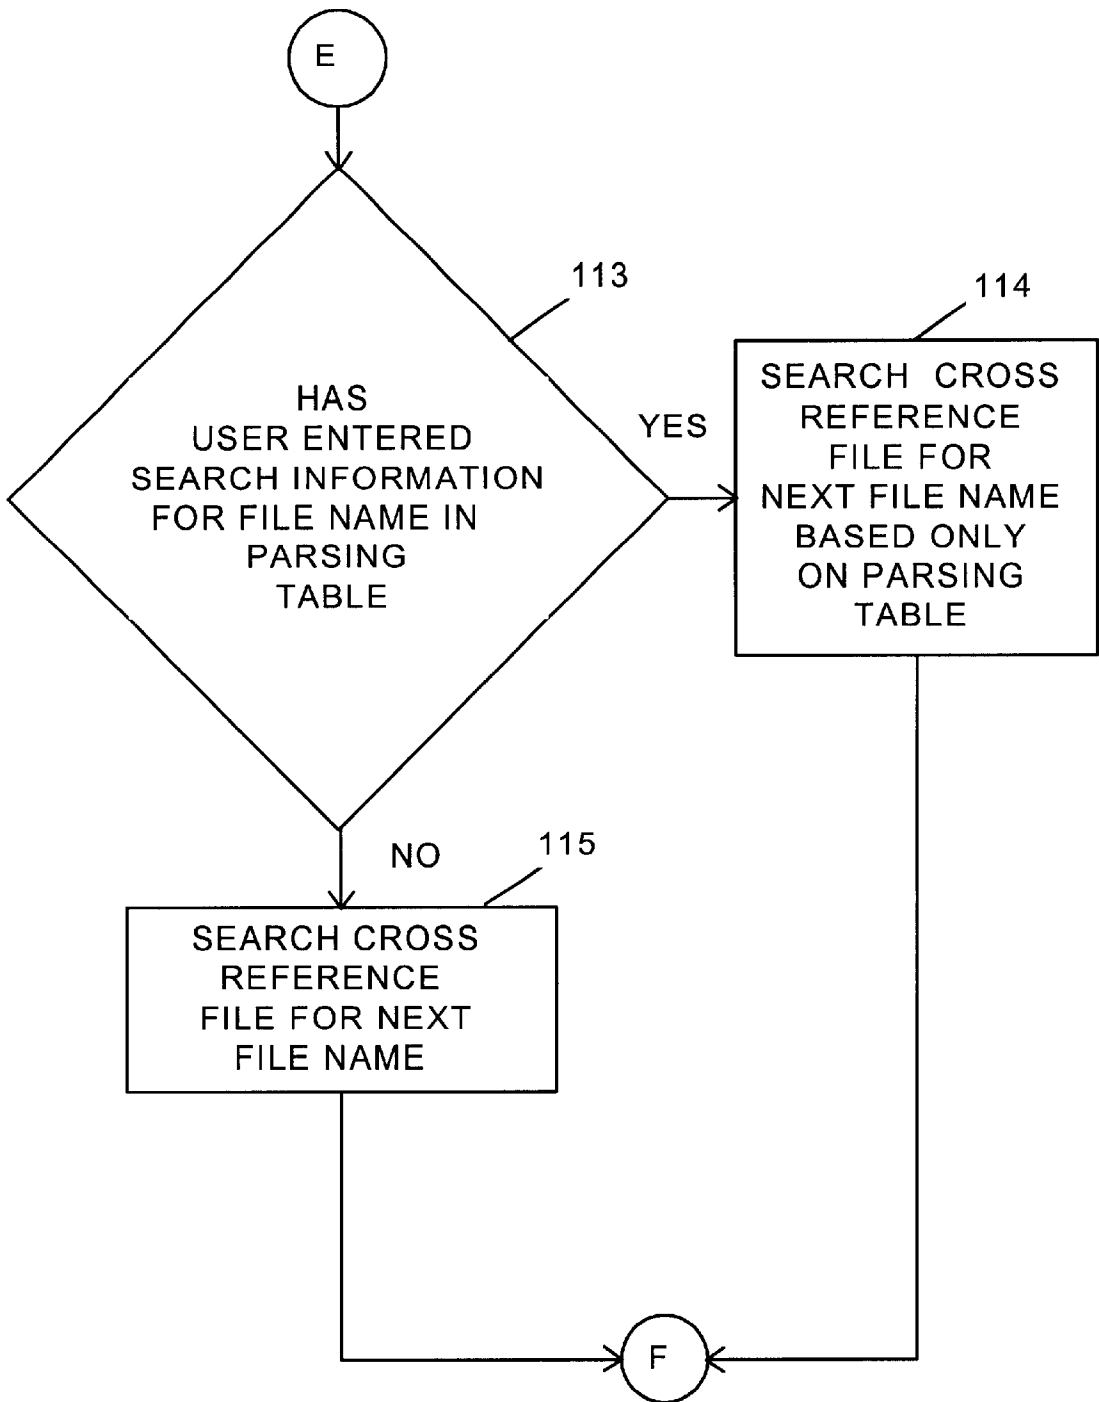 E
113
HAS
USER ENTERED
SEARCH INFORMATION
FOR FILE NAME IN
PARSING
TABLE
YES
114
SEARCH CROSS
REFERENCE
FILE FOR
NEXT FILE NAME
BASED ONLY
ON PARSING
TABLE
NO
115
SEARCH CROSS
REFERENCE
FILE FOR NEXT
FILE NAME
F